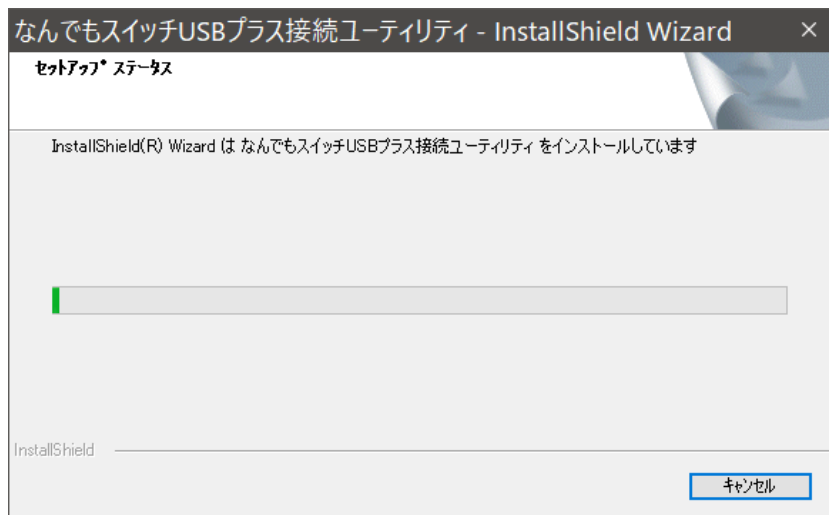 なんでもスイッチUSBプラス接続ユーティリティ - InstallShield Wizard
ｾｯﾄｱｯﾌﾟ ｽﾃｰﾀｽ
InstallShield(R) Wizard は なんでもスイッチUSBプラス接続ユーティリティ をインストールしています
InstallShield
ｷｬﾝｾﾙ